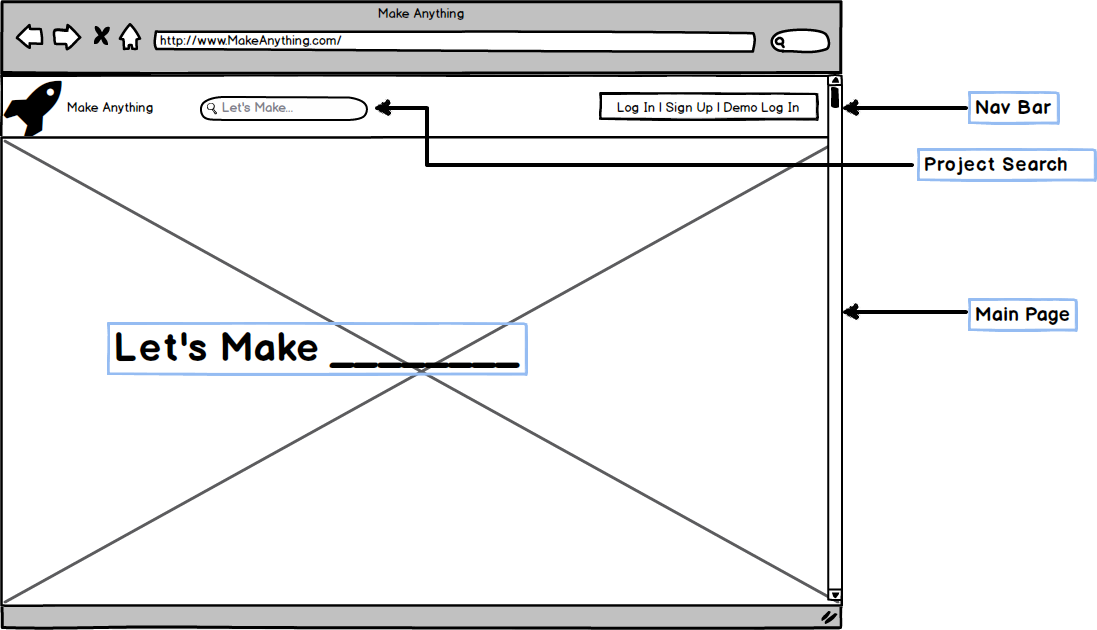 Make Anything
http://www.MakeAnything.com/
Make Anything
Let's Make...
Log In | Sign Up | Demo Log In
Nav Bar
Project Search
Main Page
Let's Make _________